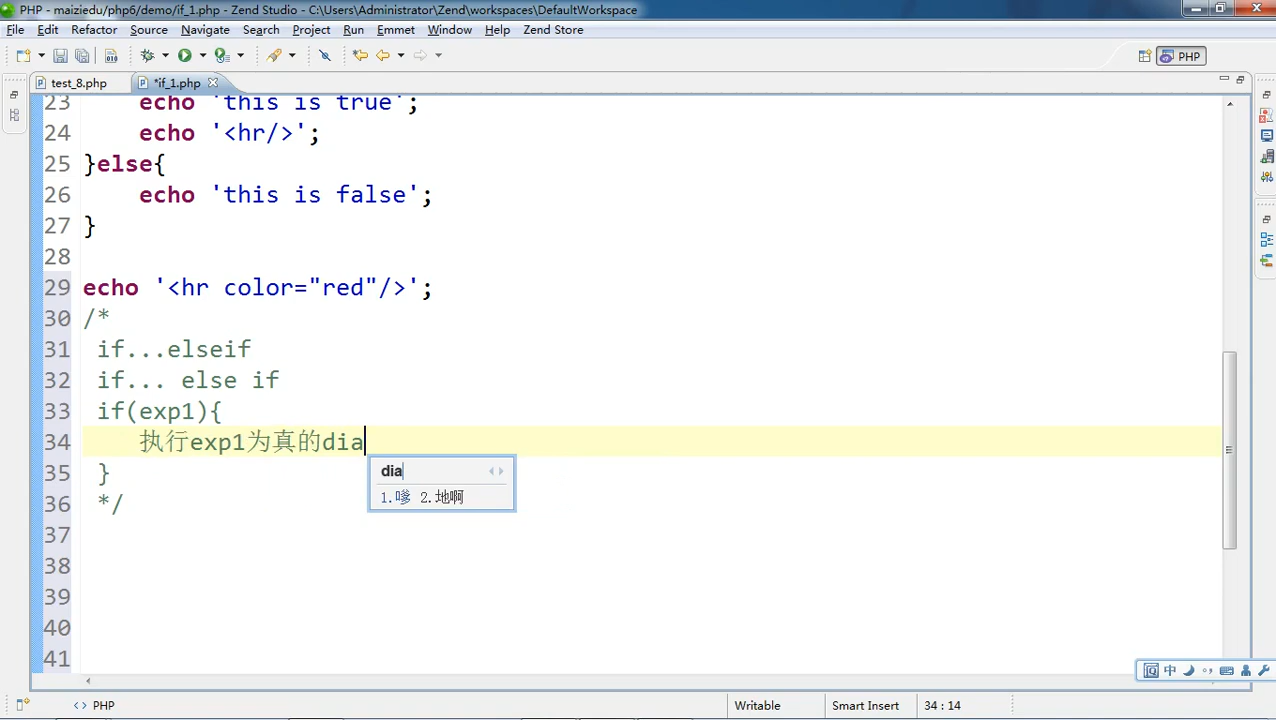 PHP - maiziedu/php6/demo/if_1.php - Zend Studio - C:\Users\Administrator\Zend\workspaces\DefaultWorkspace
File Edit Refactor Source Navigate Search Project Run Emmet Window Help Zend Store
PHP
test_8.php *if_1.php
23 echo 'this is true';
24 echo '<hr/>';
25 }else{
26 echo 'this is false';
27 }
28
29 echo '<hr color="red"/>';
30 /*
31 if...elseif
32 if... else if
33 if(exp1){
34 执行exp1为真的dia
35 }
36 */
37
38
39
40
41
dia
1.嗲 2.地啊
中
<> PHP Writable Smart Insert 34 : 14